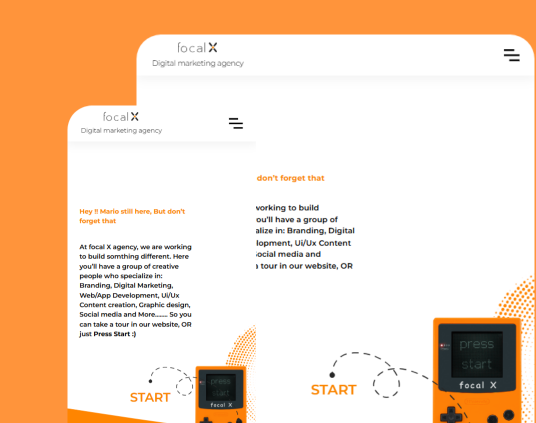 focal X
Digital marketing agency
don't forget that
working to build
ou'll have a group of
alize in: Branding, Digital
lopment, Ui/Ux Content
social media and
a tour in our website, OR
START
press
start
focal X
focal X
Digital marketing agency
Hey !! Mario still here, But don't
forget that
At focal X agency, we are working
to build somthing different. Here
you'll have a group of creative
people who specialize in:
Branding, Digital Marketing,
Web/App Development, Ui/Ux
Content creation, Graphic design,
Social media and More........ So you
can take a tour in our website, OR
just Press Start :)
START
press
start
focal X